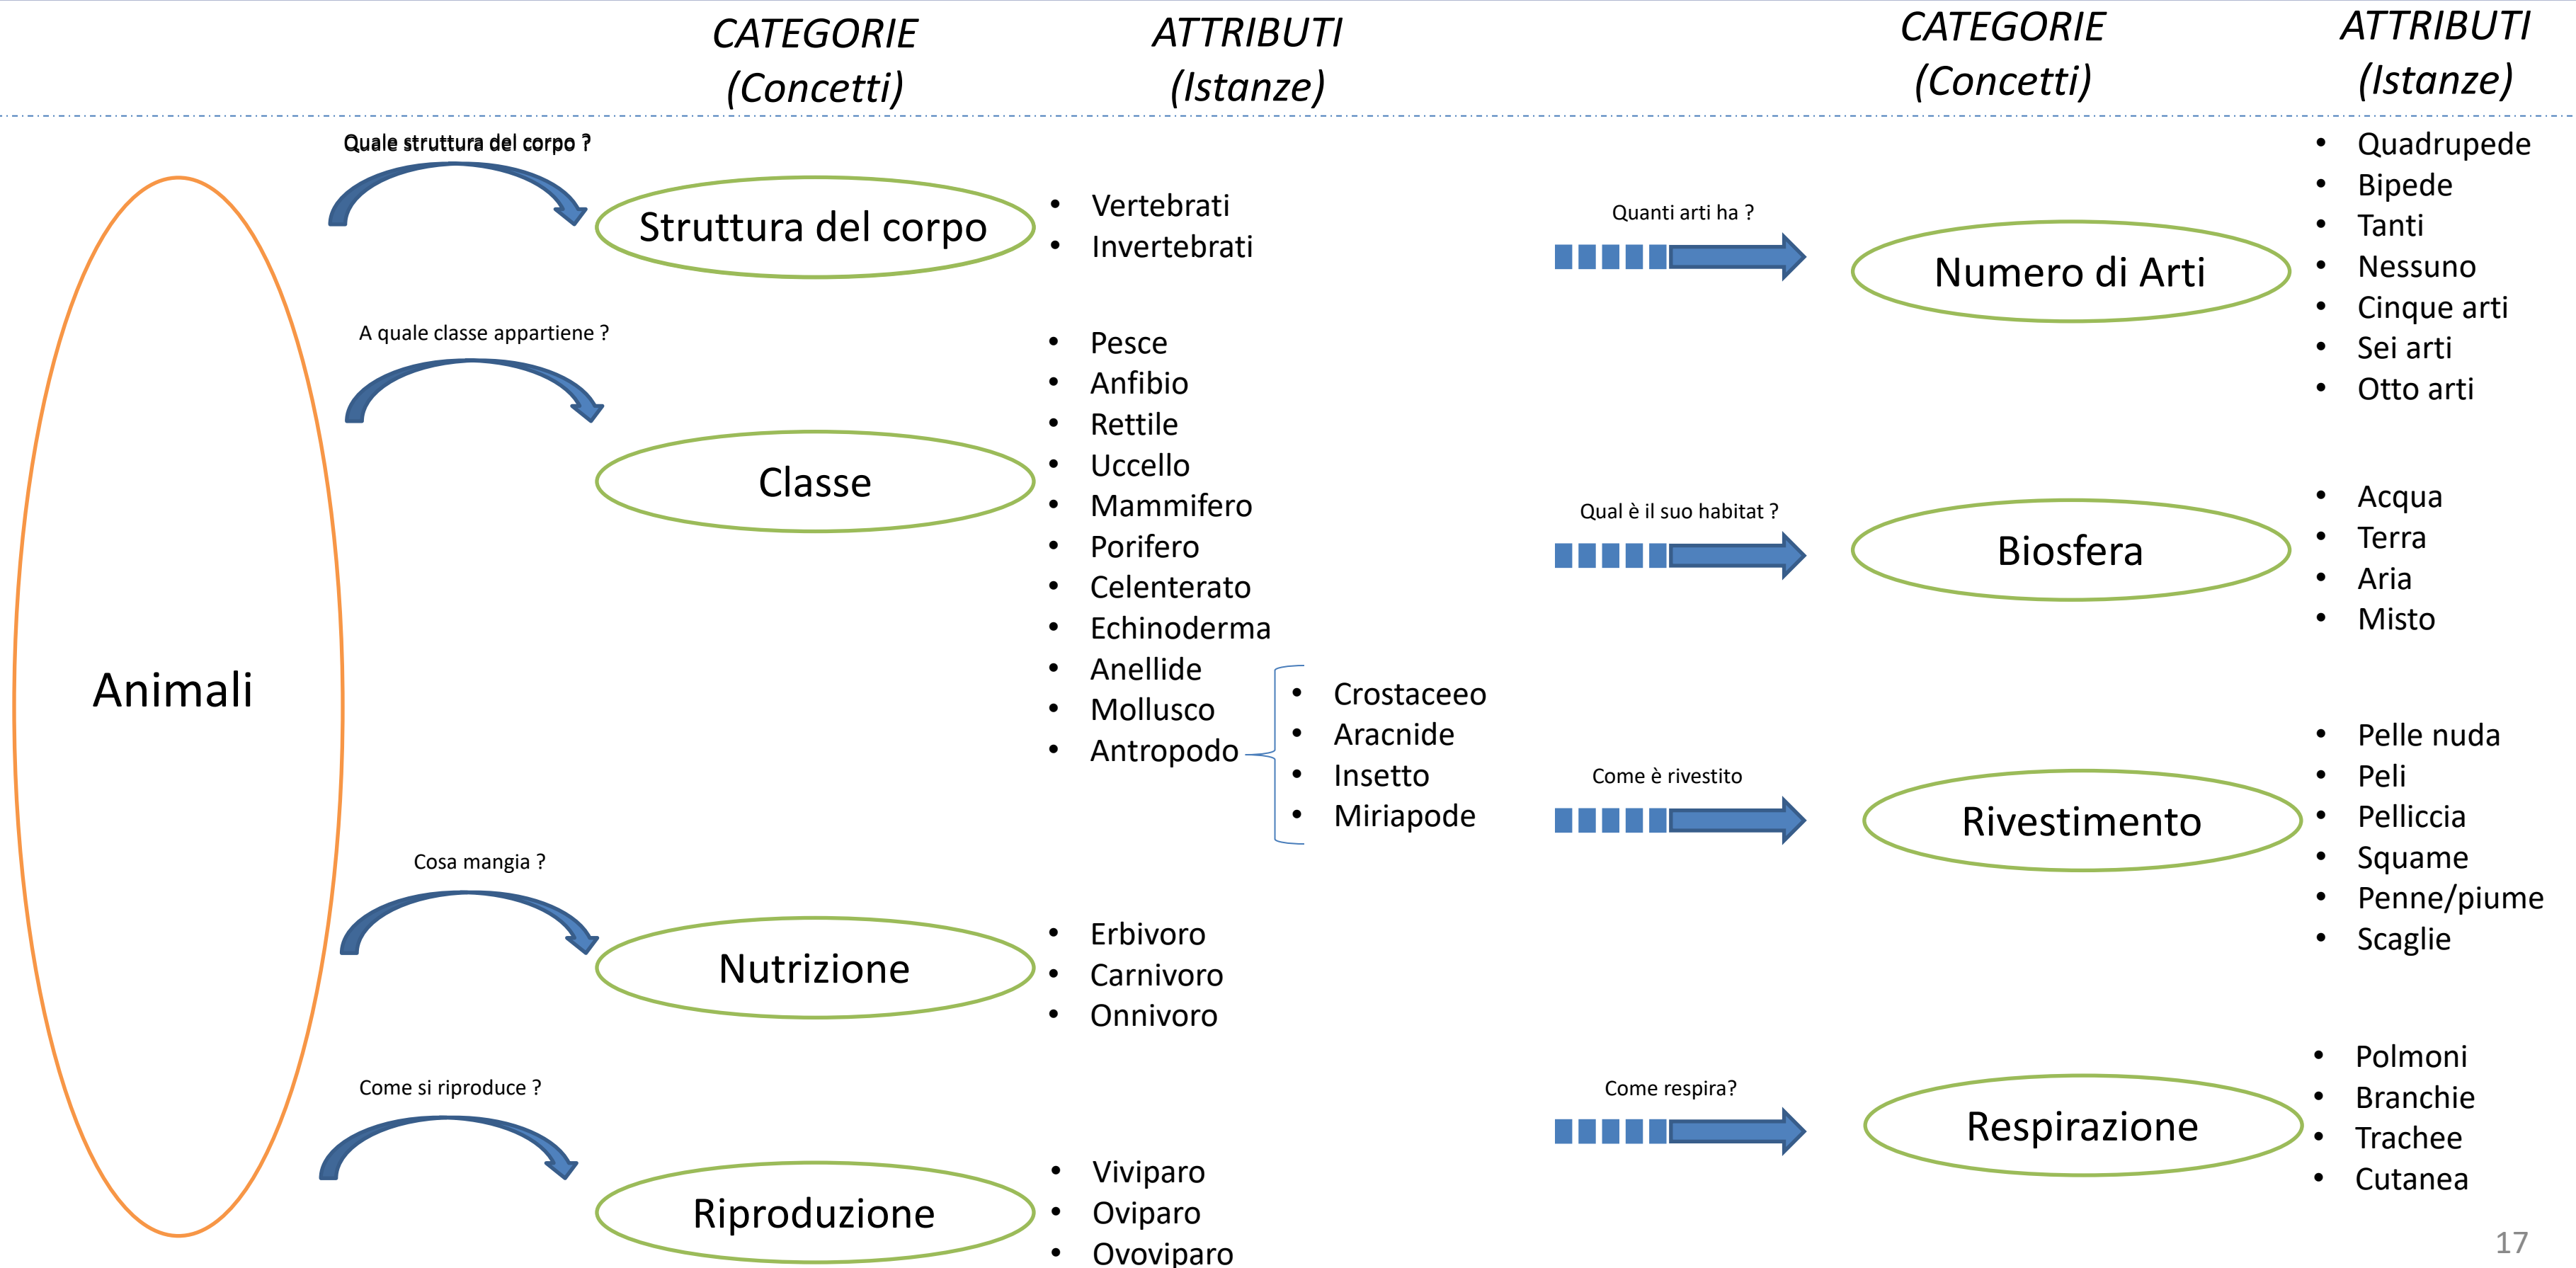 CATEGORIE
(Concetti)
ATTRIBUTI
(Istanze)
CATEGORIE
(Concetti)
ATTRIBUTI
(Istanze)
Animali
Quale struttura del corpo ?
Struttura del corpo
• Vertebrati
• Invertebrati
A quale classe appartiene ?
Classe
• Pesce
• Anfibio
• Rettile
• Uccello
• Mammifero
• Porifero
• Celenterato
• Echinoderma
• Anellide
• Mollusco
• Antropodo
• Crostaceeo
• Aracnide
• Insetto
• Miriapode
Cosa mangia ?
Nutrizione
• Erbivoro
• Carnivoro
• Onnivoro
Come si riproduce ?
Riproduzione
• Viviparo
• Oviparo
• Ovoviparo
Quanti arti ha ?
Numero di Arti
• Quadrupede
• Bipede
• Tanti
• Nessuno
• Cinque arti
• Sei arti
• Otto arti
Qual è il suo habitat ?
Biosfera
• Acqua
• Terra
• Aria
• Misto
Come è rivestito
Rivestimento
• Pelle nuda
• Peli
• Pelliccia
• Squame
• Penne/piume
• Scaglie
Come respira?
Respirazione
• Polmoni
• Branchie
• Trachee
• Cutanea
17